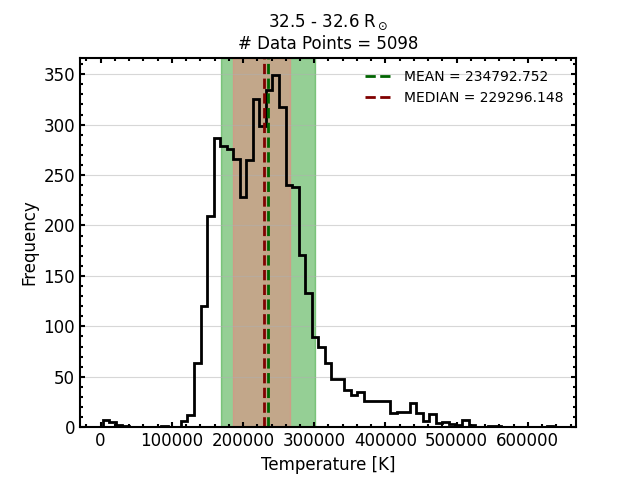 32.5 - 32.6 R⊙
# Data Points = 5098
MEAN = 234792.752
MEDIAN = 229296.148
350
300
250
200
150
100
50
0
Frequency
0 100000 200000 300000 400000 500000 600000
Temperature [K]